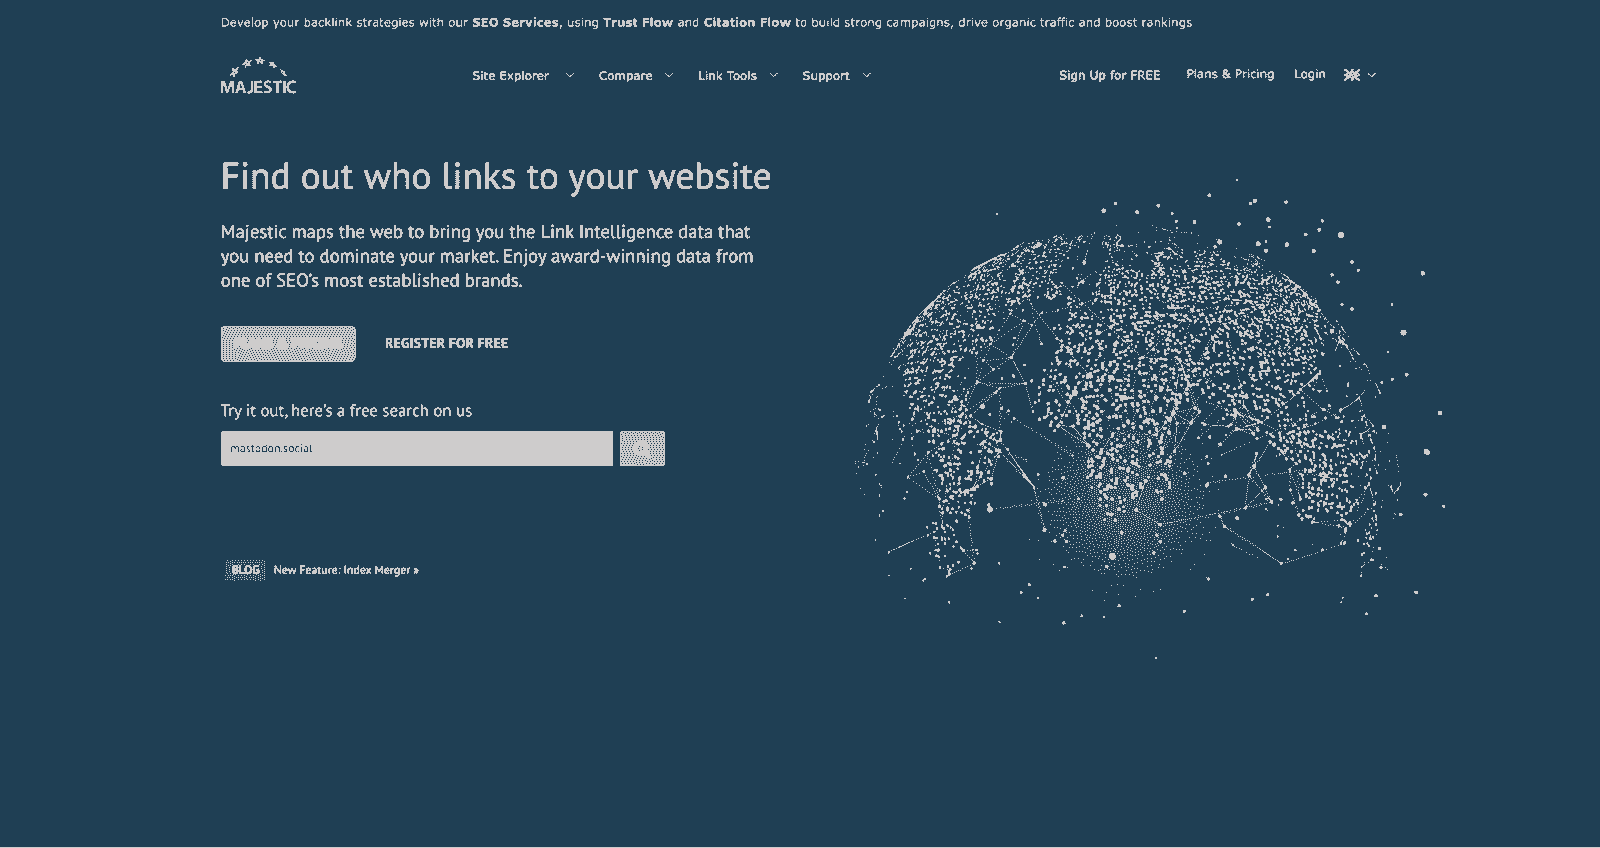 Develop your backlink strategies with our SEO Services, using Trust Flow and Citation Flow to build strong campaigns, drive organic traffic and boost rankings
MAJESTIC
Site Explorer
Compare
Link Tools
Support
Sign Up for FREE
Plans & Pricing
Login
Find out who links to your website
Majestic maps the web to bring you the Link Intelligence data that
you need to dominate your market. Enjoy award-winning data from
one of SEO's most established brands.
REGISTER FOR FREE
Try it out, here's a free search on us
mastodon.social
BLOG New Feature: Index Merger »